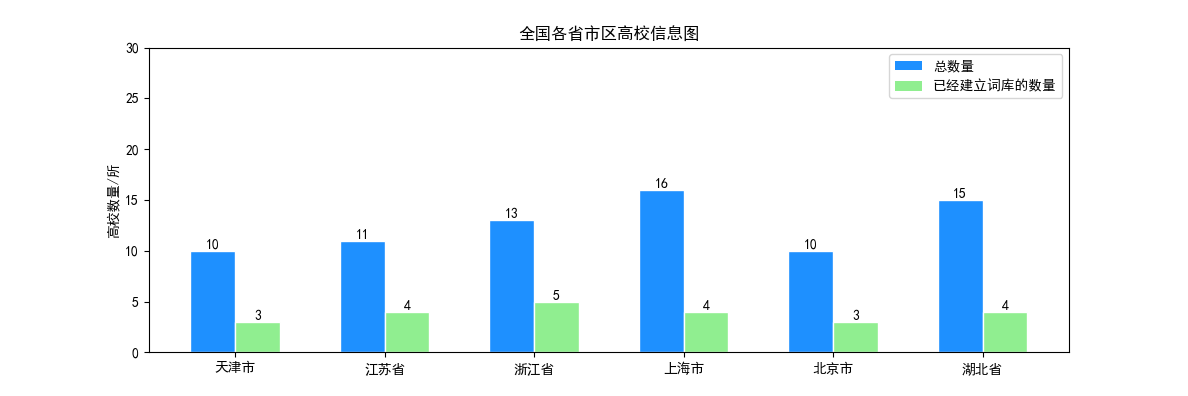 全国各省市区高校信息图
总数量
已经建立词库的数量
高校数量/所
30
25
20
15
10
5
0
10
3
11
4
13
5
16
4
10
3
15
4
天津市
江苏省
浙江省
上海市
北京市
湖北省